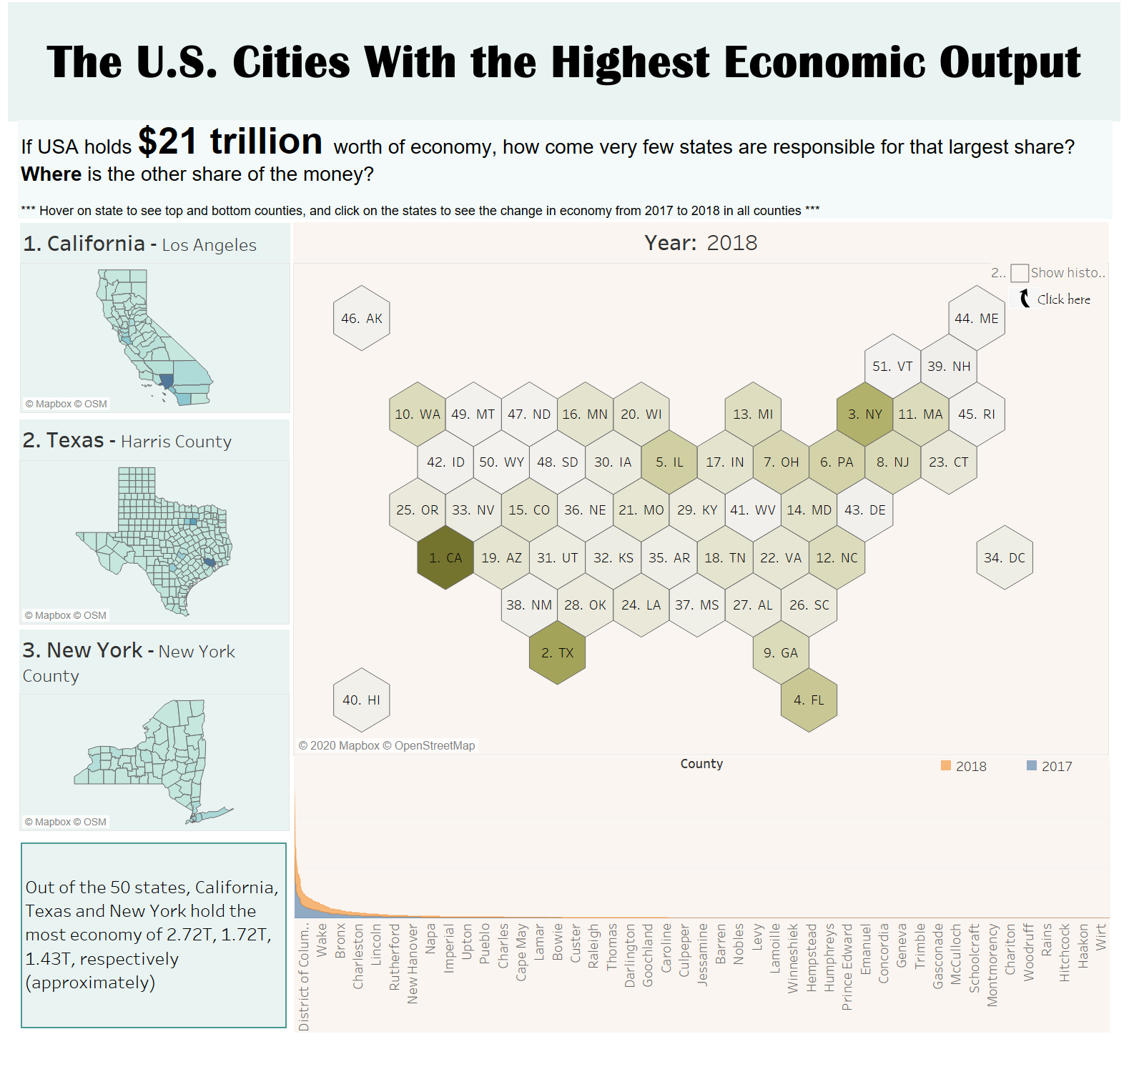 The U.S. Cities With the Highest Economic Output
If USA holds $21 trillion worth of economy, how come very few states are responsible for that largest share?
Where is the other share of the money?
*** Hover on state to see top and bottom counties, and click on the states to see the change in economy from 2017 to 2018 in all counties ***
1. California - Los Angeles
© Mapbox © OSM
2. Texas - Harris County
© Mapbox © OSM
3. New York - New York
County
© Mapbox © OSM
Out of the 50 states, California,
Texas and New York hold the
most economy of 2.72T, 1.72T,
1.43T, respectively
(approximately)
Year: 2018
2.. Show histo..
Click here
46. AK
44. ME
51. VT
39. NH
10. WA
49. MT
47. ND
16. MN
20. WI
13. MI
3. NY
11. MA
45. RI
42. ID
50. WY
48. SD
30. IA
5. IL
17. IN
7. OH
6. PA
8. NJ
23. CT
25. OR
33. NV
15. CO
36. NE
21. MO
29. KY
41. WV
14. MD
43. DE
1. CA
19. AZ
31. UT
32. KS
35. AR
18. TN
22. VA
12. NC
34. DC
38. NM
28. OK
24. LA
37. MS
27. AL
26. SC
2. TX
9. GA
40. HI
4. FL
© 2020 Mapbox © OpenStreetMap
County
2018
2017
District of Colum..
Wake
Bronx
Charleston
Lincoln
Rutherford
New Hanover
Napa
Imperial
Upton
Pueblo
Charles
Cape May
Lamar
Bowie
Custer
Raleigh
Thomas
Darlington
Goochland
Caroline
Culpeper
Jessamine
Barren
Nobles
Levy
Lamoille
Winneshiek
Hempstead
Humphreys
Prince Edward
Emanuel
Concordia
Geneva
Trimble
Gasconade
McCulloch
Schoolcraft
Montmorency
Chariton
Woodruff
Rains
Hitchcock
Haakon
Wirt